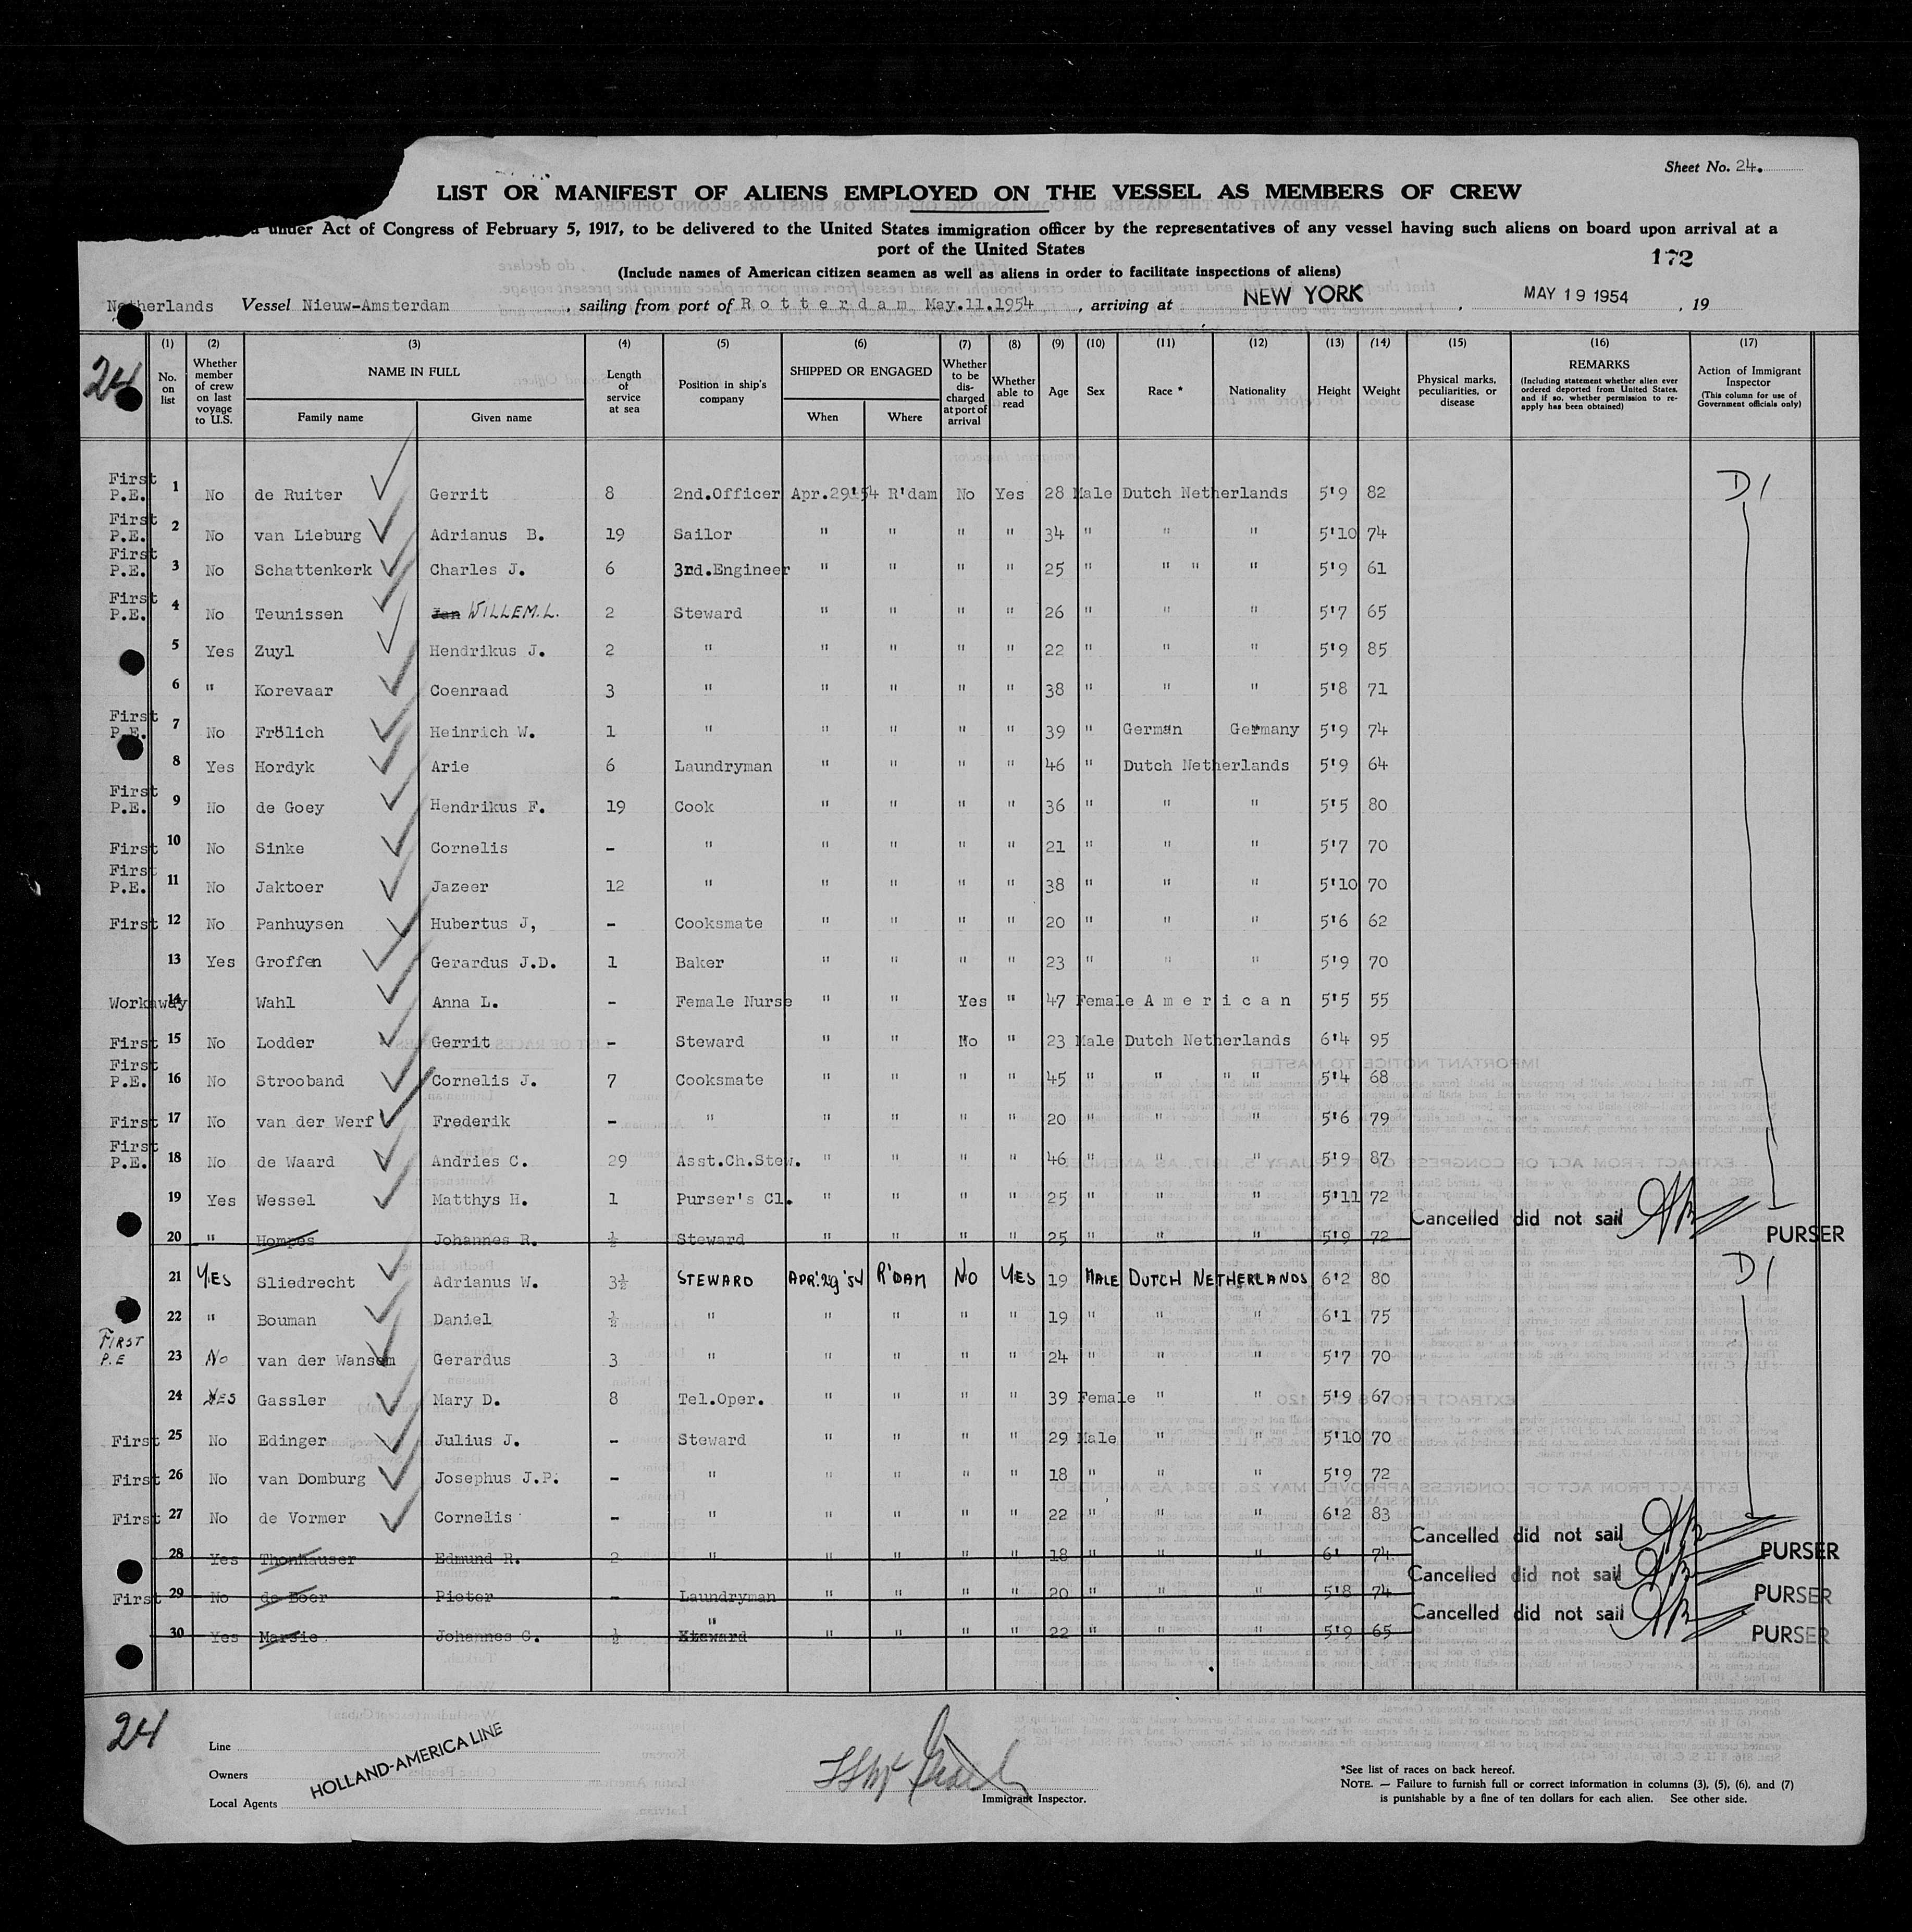 Sheet No. 24.
LIST OR MANIFEST OF ALIENS EMPLOYED ON THE VESSEL AS MEMBERS OF CREW
under Act of Congress of February 5, 1917, to be delivered to the United States immigration officer by the representatives of any vessel having such aliens on board upon arrival at a
port of the United States
172
(Include names of American citizen seamen as well as aliens in order to facilitate inspections of aliens)
Netherlands Vessel Nieuw-Amsterdam, sailing from port of Rotterdam May.11.1954, arriving at NEW YORK, MAY 19 1954, 19
24
(1) (2) (3) (4) (5) (6) (7) (8) (9) (10) (11) (12) (13) (14) (15) (16) (17)
No. on list Whether member of crew on last voyage to U.S. NAME IN FULL Family name Given name Length of service at sea Position in ship's company SHIPPED OR ENGAGED When Where Whether to be discharged at port of arrival Whether able to read Age Sex Race * Nationality Height Weight Physical marks, peculiarities, or disease REMARKS (Including statement whether alien ever ordered deported from United States, and if so, whether permission to re-apply has been obtained) Action of Immigrant Inspector (This column for use of Government officials only)
First P.E. 1 No de Ruiter Gerrit 8 2nd.Officer Apr.29'54 R'dam No Yes 28 Male Dutch Netherlands 5'9 82 D1
First P.E. 2 No van Lieburg Adrianus B. 19 Sailor " " " " 34 " " " 5'10 74
First P.E. 3 No Schattenkerk Charles J. 6 3rd.Engineer " " " " 25 " " " " 5'9 61
First P.E. 4 No Teunissen Jan WILLEM.L. 2 Steward " " " " 26 " " " 5'7 65
5 Yes Zuyl Hendrikus J. 2 " " " " " 22 " " " 5'9 85
6 " Korevaar Coenraad 3 " " " " " 38 " " " 5'8 71
First P.E. 7 No Frölich Heinrich W. 1 " " " " " 39 " German Germany 5'9 74
8 Yes Hordyk Arie 6 Laundryman " " " " 46 " Dutch Netherlands 5'9 64
First P.E. 9 No de Goey Hendrikus F. 19 Cook " " " " 36 " " " 5'5 80
First 10 No Sinke Cornelis - " " " " " 21 " " " 5'7 70
First P.E. 11 No Jaktoer Jazeer 12 " " " " " 38 " " " 5'10 70
First 12 No Panhuysen Hubertus J, - Cooksmate " " " " 20 " " " 5'6 62
13 Yes Groffen Gerardus J.D. 1 Baker " " " " 23 " " " 5'9 70
Workaway 14 Wahl Anna L. - Female Nurse " " Yes " 47 Female American 5'5 55
First 15 No Lodder Gerrit - Steward " " No " 23 Male Dutch Netherlands 6'4 95
First P.E. 16 No Strooband Cornelis J. 7 Cooksmate " " " " 45 " " " " 5'4 68
First 17 No van der Werf Frederik - " " " " " 20 " " " 5'6 79
First P.E. 18 No de Waard Andries C. 29 Asst.Ch.Stew. " " " " 46 " " " 5'9 87
19 Yes Wessel Matthys H. 1 Purser's Cl. " " " " 25 " " " 5'11 72
Cancelled did not sail PURSER
20 " Hompes Johannes R. ½ Steward " " " " 25 " " " 5'9 72
21 YES Sliedrecht Adrianus W. 3½ STEWARD APR.'29'54 R'DAM NO YES 19 MALE DUTCH NETHERLANDS 6'2 80 D1
22 " Bouman Daniel ½ " " " " " 19 " " " 6'1 75
FIRST P.E 23 No van der Wansem Gerardus 3 " " " " " 24 " " " 5'7 70
24 YES Gassler Mary D. 8 Tel.Oper. " " " " 39 Female " " 5'9 67
First 25 No Edinger Julius J. - Steward " " " " 29 Male " " 5'10 70
First 26 No van Domburg Josephus J.P. - " " " " " 18 " " " 5'9 72
First 27 No de Vormer Cornelis - " " " " " 22 " " " 6'2 83
Cancelled did not sail PURSER
28 Yes Thonhauser Edmund R. 2 " " " " " 18 " " " 6' 74
Cancelled did not sail PURSER
First 29 No de Boer Pieter - Laundryman " " " " 20 " " " 5'8 74
Cancelled did not sail PURSER
30 Yes Marsie Johannes C. ½ " Steward " " " " 22 " " " 5'9 65
24
Line
Owners
HOLLAND-AMERICA LINE
Local Agents
Immigrant Inspector.
*See list of races on back hereof.
NOTE. — Failure to furnish full or correct information in columns (3), (5), (6), and (7)
is punishable by a fine of ten dollars for each alien. See other side.